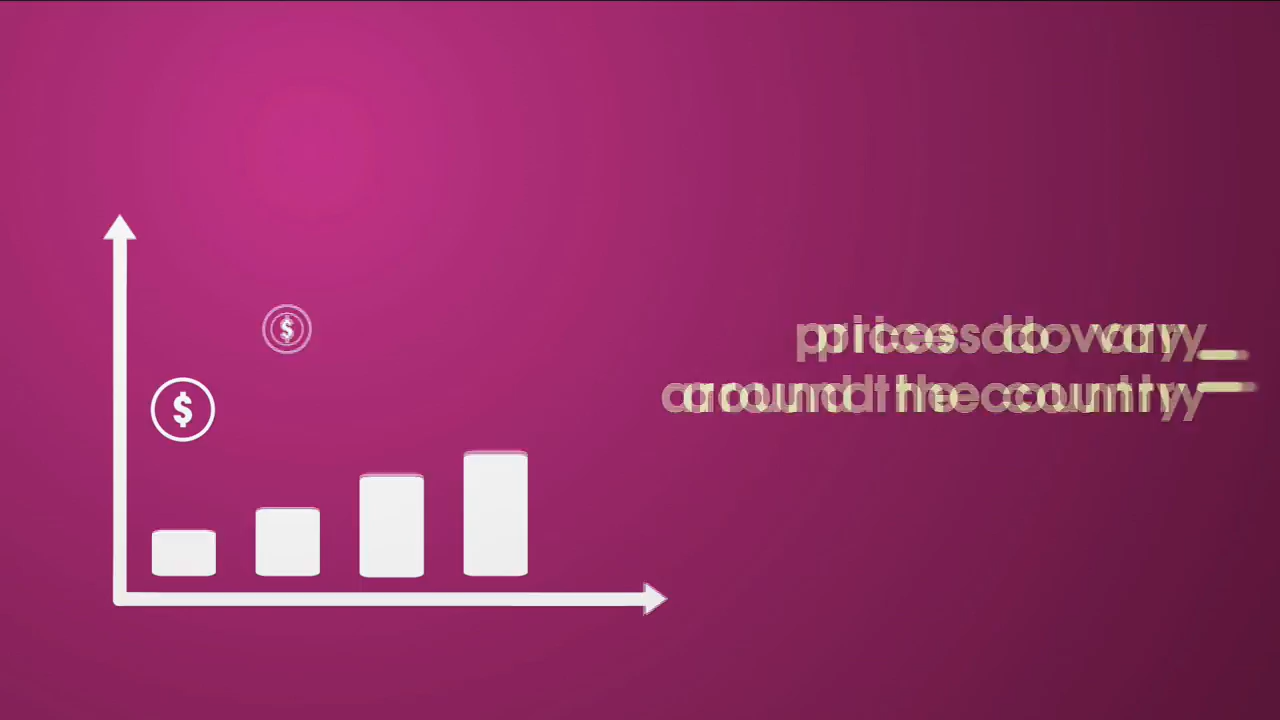 $
$
prices do vary
around the country